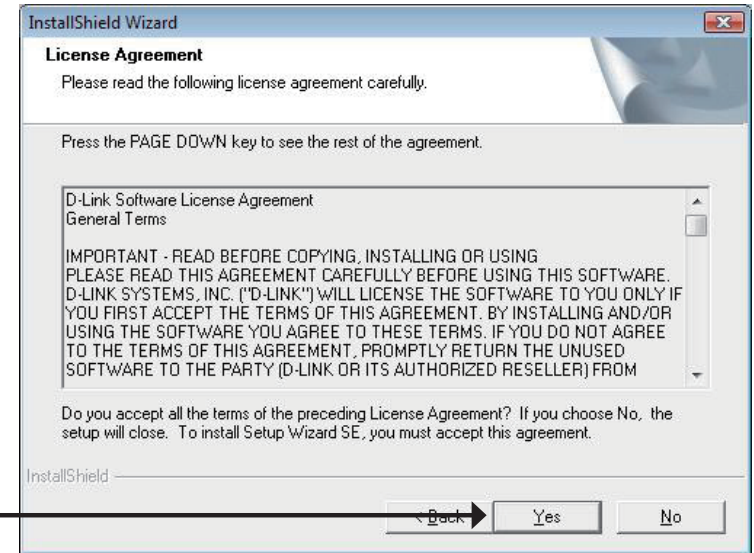 InstallShield Wizard
License Agreement
Please read the following license agreement carefully.
Press the PAGE DOWN key to see the rest of the agreement.
D-Link Software License Agreement
General Terms
IMPORTANT - READ BEFORE COPYING, INSTALLING OR USING
PLEASE READ THIS AGREEMENT CAREFULLY BEFORE USING THIS SOFTWARE.
D-LINK SYSTEMS, INC. ("D-LINK") WILL LICENSE THE SOFTWARE TO YOU ONLY IF
YOU FIRST ACCEPT THE TERMS OF THIS AGREEMENT. BY INSTALLING AND/OR
USING THE SOFTWARE YOU AGREE TO THESE TERMS. IF YOU DO NOT AGREE
TO THE TERMS OF THIS AGREEMENT, PROMPTLY RETURN THE UNUSED
SOFTWARE TO THE PARTY (D-LINK OR ITS AUTHORIZED RESELLER) FROM
Do you accept all the terms of the preceding License Agreement? If you choose No, the
setup will close. To install Setup Wizard SE, you must accept this agreement.
InstallShield
< Back
Yes
No